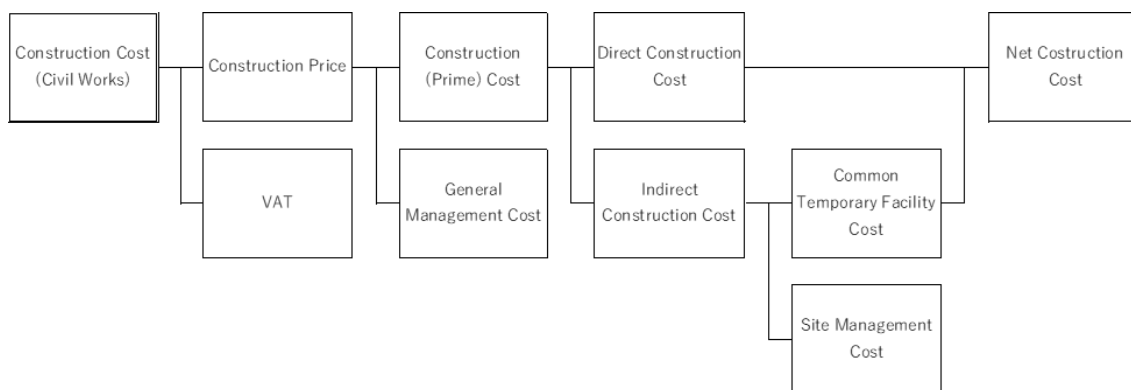 Construction Cost
(Civil Works)
Construction Price
Construction
(Prime) Cost
Direct Construction
Cost
Net Costruction
Cost
VAT
General
Management Cost
Indirect
Construction Cost
Common
Temporary Facility
Cost
Site Management
Cost